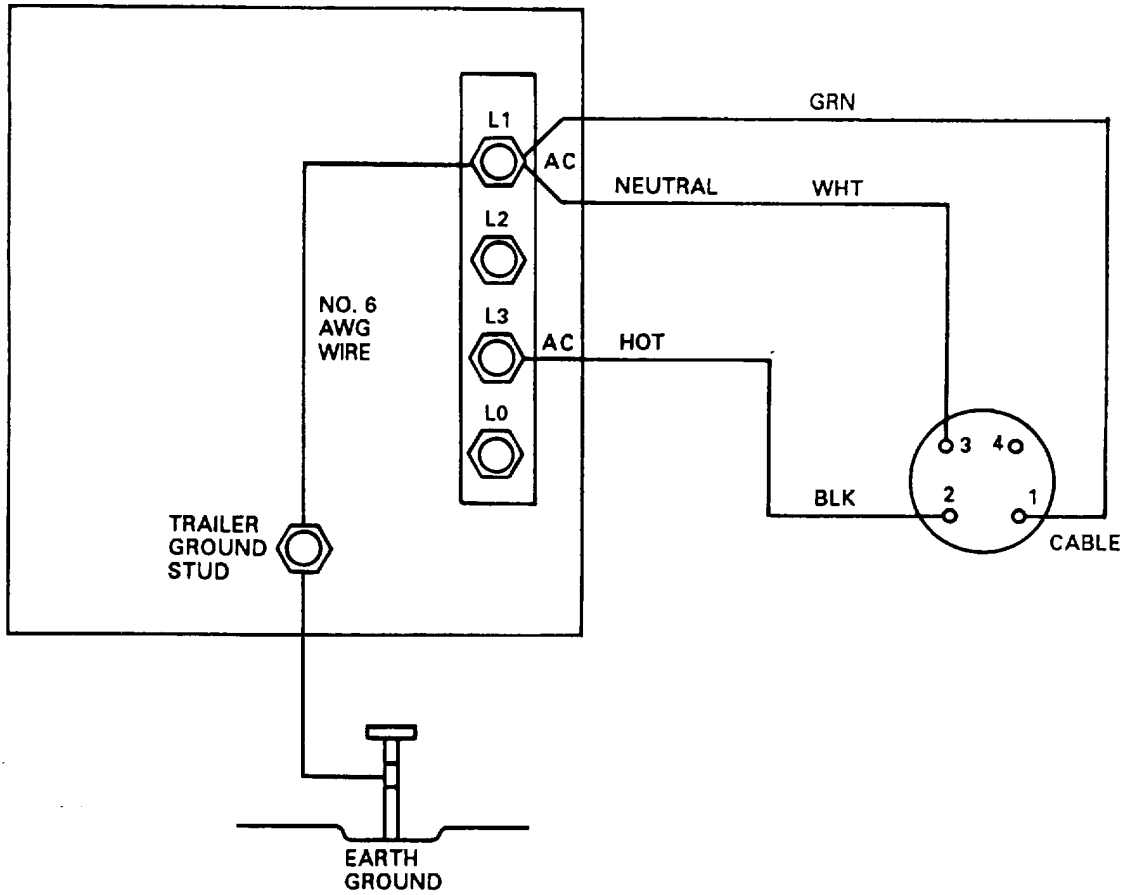 GRN
L1
AC
NEUTRAL
WHT
L2
NO. 6
AWG
WIRE
L3
AC
HOT
L0
3
4
2
1
BLK
CABLE
TRAILER
GROUND
STUD
EARTH
GROUND